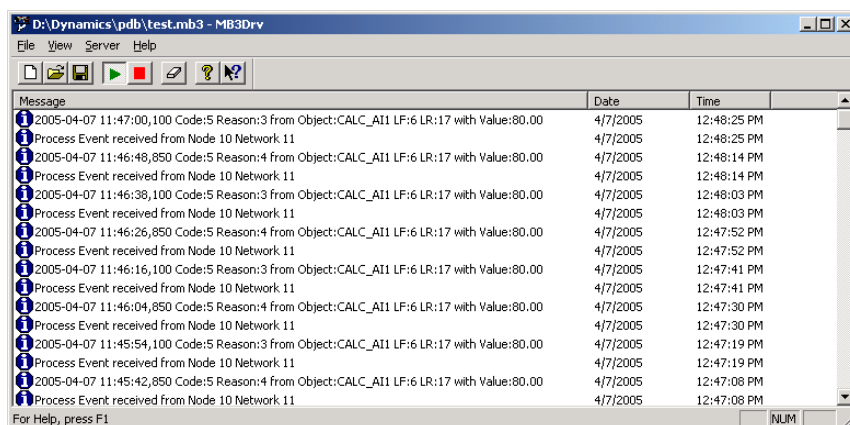 D:\Dynamics\pdb\test.mb3 - MB3Drv
File View Server Help
Message Date Time
2005-04-07 11:47:00,100 Code:5 Reason:3 from Object:CALC_AI1 LF:6 LR:17 with Value:80.00 4/7/2005 12:48:25 PM
Process Event received from Node 10 Network 11 4/7/2005 12:48:25 PM
2005-04-07 11:46:48,850 Code:5 Reason:4 from Object:CALC_AI1 LF:6 LR:17 with Value:80.00 4/7/2005 12:48:14 PM
Process Event received from Node 10 Network 11 4/7/2005 12:48:14 PM
2005-04-07 11:46:38,100 Code:5 Reason:3 from Object:CALC_AI1 LF:6 LR:17 with Value:80.00 4/7/2005 12:48:03 PM
Process Event received from Node 10 Network 11 4/7/2005 12:48:03 PM
2005-04-07 11:46:26,850 Code:5 Reason:4 from Object:CALC_AI1 LF:6 LR:17 with Value:80.00 4/7/2005 12:47:52 PM
Process Event received from Node 10 Network 11 4/7/2005 12:47:52 PM
2005-04-07 11:46:16,100 Code:5 Reason:3 from Object:CALC_AI1 LF:6 LR:17 with Value:80.00 4/7/2005 12:47:41 PM
Process Event received from Node 10 Network 11 4/7/2005 12:47:41 PM
2005-04-07 11:46:04,850 Code:5 Reason:4 from Object:CALC_AI1 LF:6 LR:17 with Value:80.00 4/7/2005 12:47:30 PM
Process Event received from Node 10 Network 11 4/7/2005 12:47:30 PM
2005-04-07 11:45:54,100 Code:5 Reason:3 from Object:CALC_AI1 LF:6 LR:17 with Value:80.00 4/7/2005 12:47:19 PM
Process Event received from Node 10 Network 11 4/7/2005 12:47:19 PM
2005-04-07 11:45:42,850 Code:5 Reason:4 from Object:CALC_AI1 LF:6 LR:17 with Value:80.00 4/7/2005 12:47:08 PM
Process Event received from Node 10 Network 11 4/7/2005 12:47:08 PM
For Help, press F1 NUM